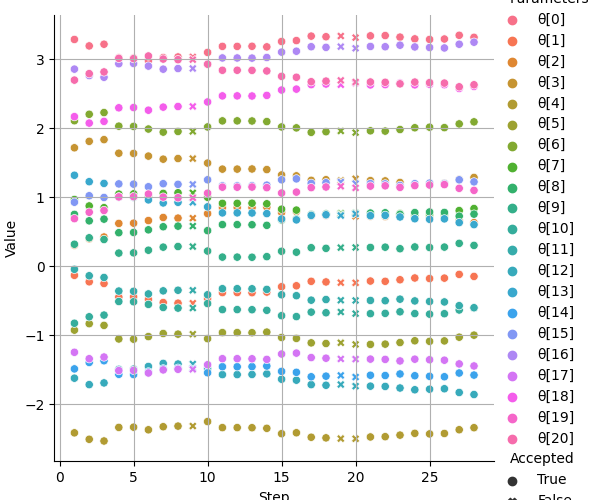 Parameters
θ[0]
θ[1]
θ[2]
θ[3]
θ[4]
θ[5]
θ[6]
θ[7]
θ[8]
θ[9]
θ[10]
θ[11]
θ[12]
θ[13]
θ[14]
θ[15]
θ[16]
θ[17]
θ[18]
θ[19]
θ[20]
Accepted
True
False
Value
3
2
1
0
−1
−2
0
5
10
15
20
25
Step